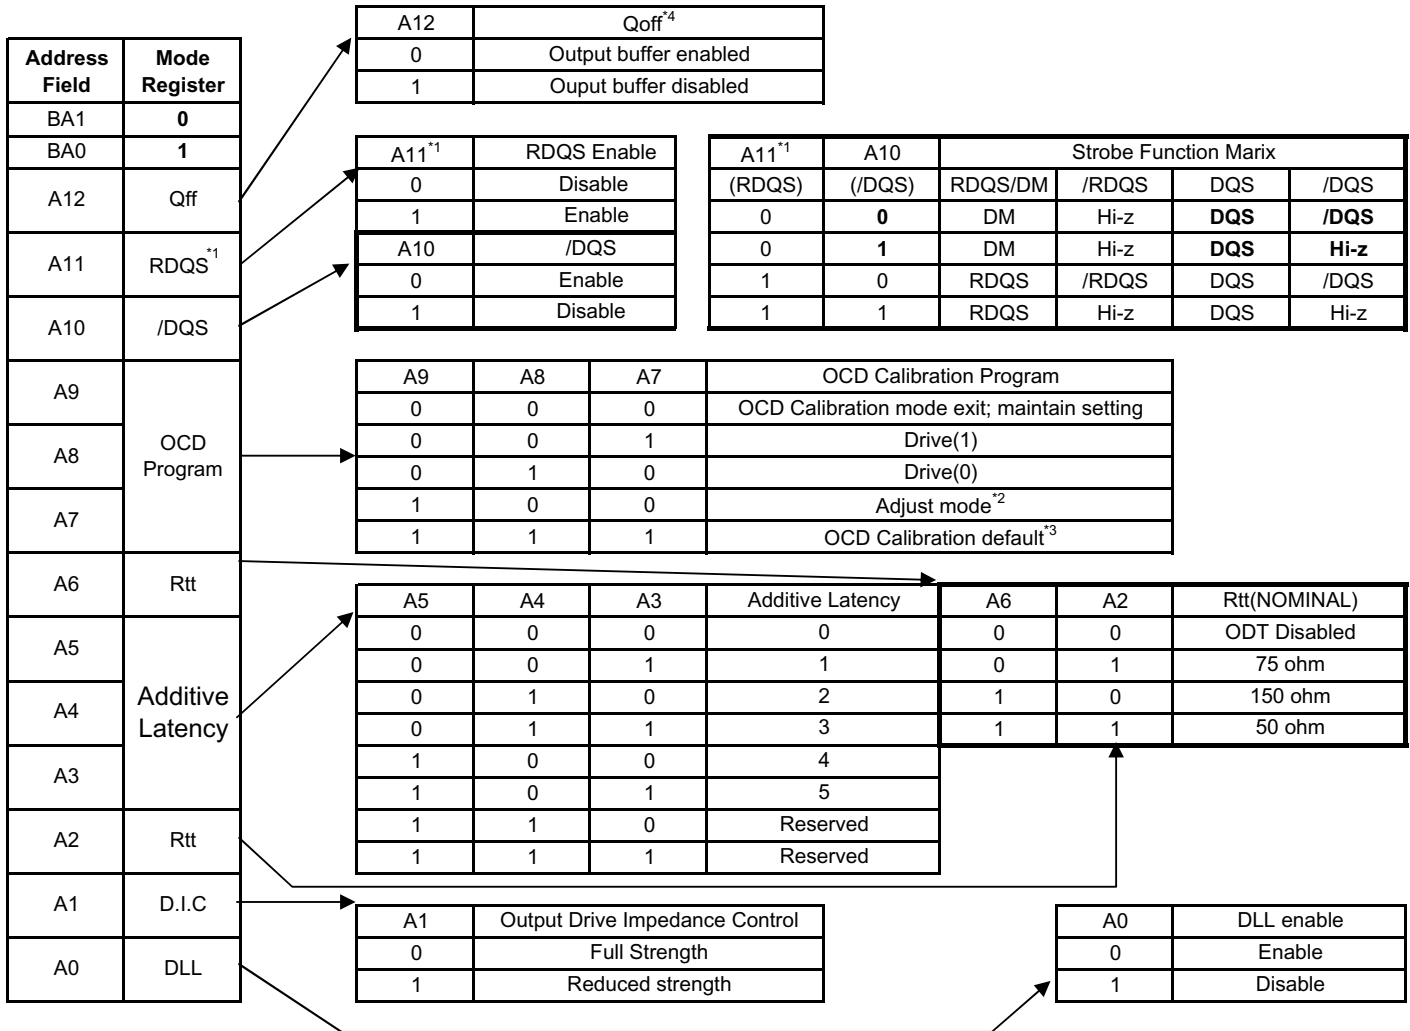 Address Field | Mode Register
BA1 | 0
BA0 | 1
A12 | Qff
A11 | RDQS*1
A10 | /DQS
A9
A8 | OCD Program
A7
A6 | Rtt
A5
A4 | Additive Latency
A3
A2 | Rtt
A1 | D.I.C
A0 | DLL
A12 | Qoff*4
0 | Output buffer enabled
1 | Ouput buffer disabled
A11*1 | RDQS Enable
0 | Disable
1 | Enable
A10 | /DQS
0 | Enable
1 | Disable
A11*1 | A10 | Strobe Function Marix
(RDQS) | (/DQS) | RDQS/DM | /RDQS | DQS | /DQS
0 | 0 | DM | Hi-z | DQS | /DQS
0 | 1 | DM | Hi-z | DQS | Hi-z
1 | 0 | RDQS | /RDQS | DQS | /DQS
1 | 1 | RDQS | Hi-z | DQS | Hi-z
A9 | A8 | A7 | OCD Calibration Program
0 | 0 | 0 | OCD Calibration mode exit; maintain setting
0 | 0 | 1 | Drive(1)
0 | 1 | 0 | Drive(0)
1 | 0 | 0 | Adjust mode*2
1 | 1 | 1 | OCD Calibration default*3
A5 | A4 | A3 | Additive Latency
0 | 0 | 0 | 0
0 | 0 | 1 | 1
0 | 1 | 0 | 2
0 | 1 | 1 | 3
1 | 0 | 0 | 4
1 | 0 | 1 | 5
1 | 1 | 0 | Reserved
1 | 1 | 1 | Reserved
A6 | A2 | Rtt(NOMINAL)
0 | 0 | ODT Disabled
0 | 1 | 75 ohm
1 | 0 | 150 ohm
1 | 1 | 50 ohm
A1 | Output Drive Impedance Control
0 | Full Strength
1 | Reduced strength
A0 | DLL enable
0 | Enable
1 | Disable